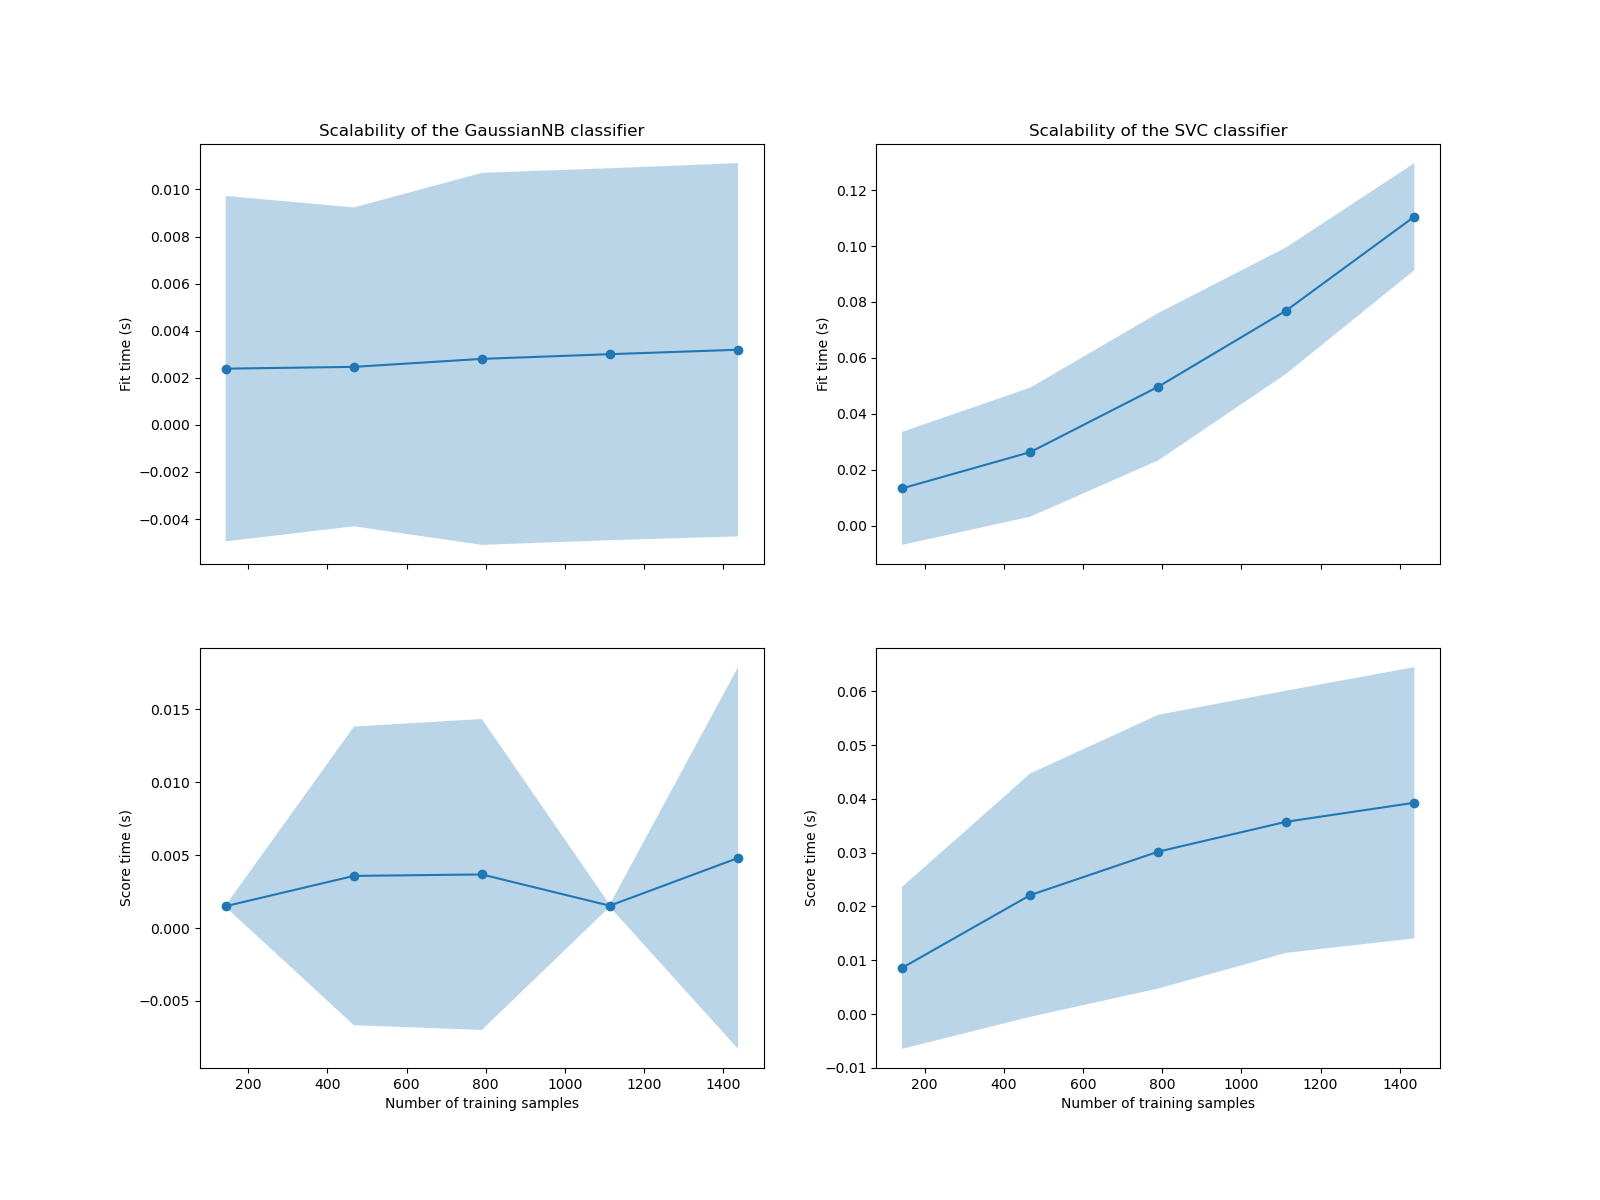 Scalability of the GaussianNB classifier
Fit time (s)
0.010
0.008
0.006
0.004
0.002
0.000
−0.002
−0.004
Scalability of the SVC classifier
Fit time (s)
0.12
0.10
0.08
0.06
0.04
0.02
0.00
Score time (s)
0.015
0.010
0.005
0.000
−0.005
200 400 600 800 1000 1200 1400
Number of training samples
Score time (s)
0.06
0.05
0.04
0.03
0.02
0.01
0.00
−0.01
200 400 600 800 1000 1200 1400
Number of training samples